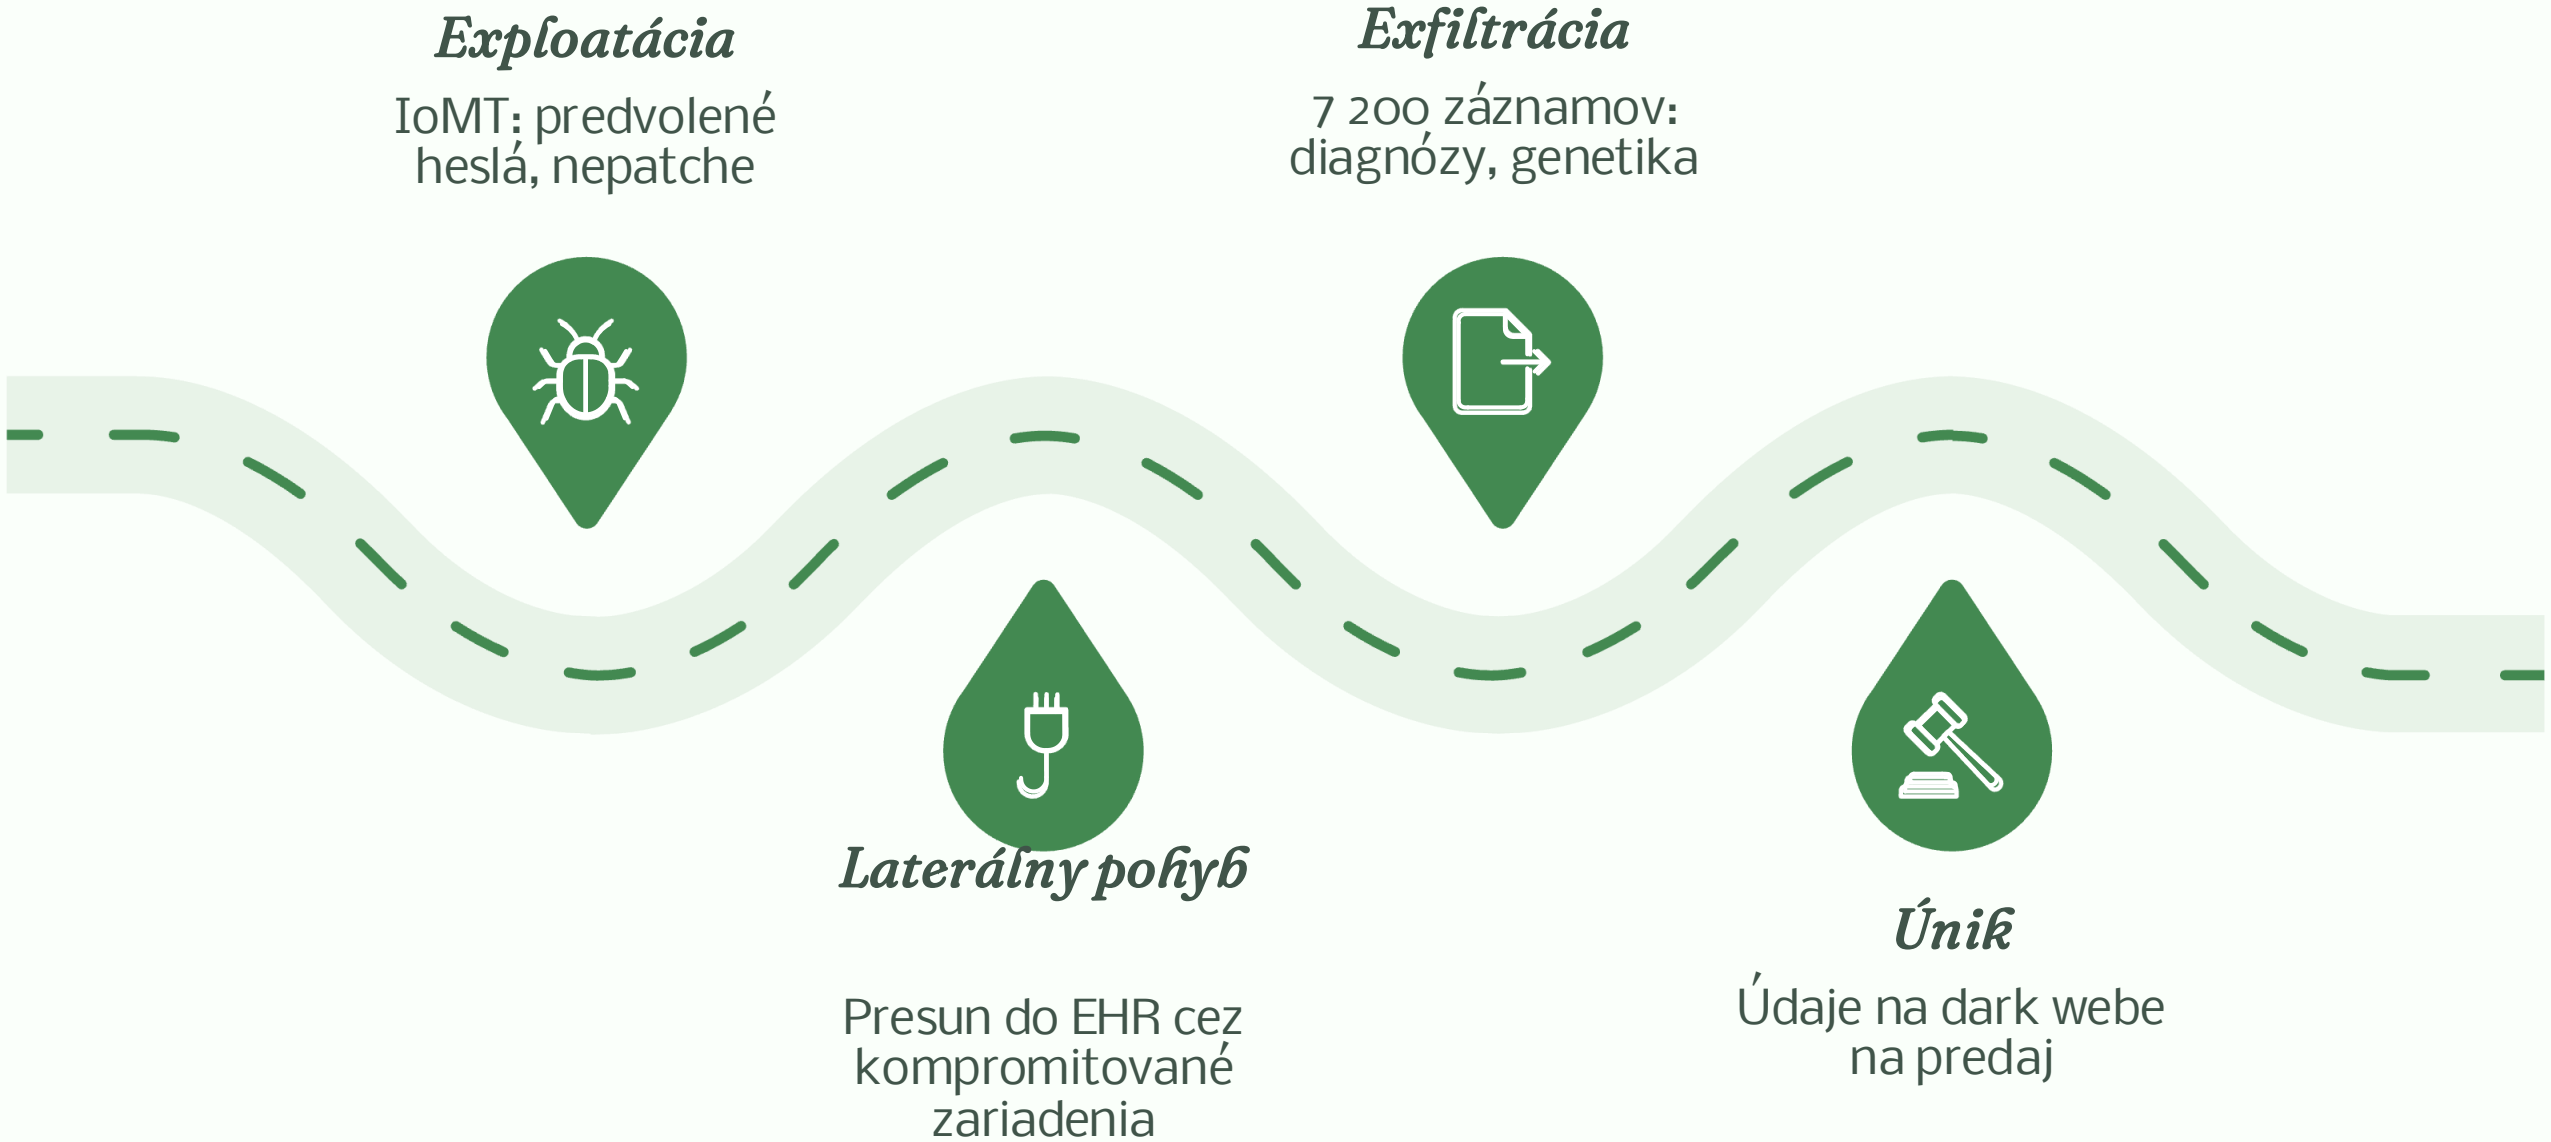 Exploatácia
IoMT: predvolené
heslá, nepatche
Laterálny pohyb
Presun do EHR cez
kompromitované
zariadenia
Exfiltrácia
7 200 záznamov:
diagnózy, genetika
Únik
Údaje na dark webe
na predaj